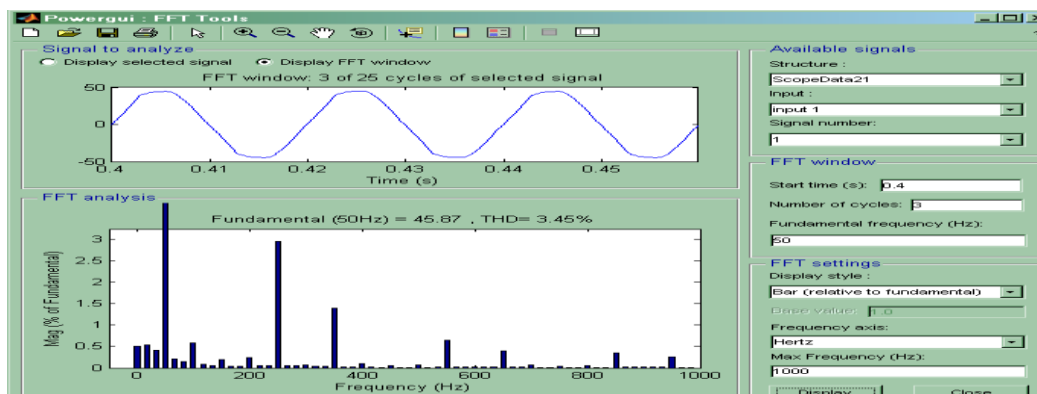 Powergui : FFT Tools
Signal to analyze
Display selected signal
Display FFT window
FFT window: 3 of 25 cycles of selected signal
50
0
-50
0.4
0.41
0.42
0.43
0.44
0.45
Time (s)
FFT analysis
Fundamental (50Hz) = 45.87 , THD= 3.45%
Mag (% of Fundamental)
3
2.5
2
1.5
1
0.5
0
0
200
400
600
800
1000
Frequency (Hz)
Available signals
Structure :
ScopeData21
Input :
input 1
Signal number:
1
FFT window
Start time (s): 0.4
Number of cycles: 3
Fundamental frequency (Hz):
50
FFT settings
Display style :
Bar (relative to fundamental)
Base value: 1.0
Frequency axis:
Hertz
Max Frequency (Hz):
1000
Display
Close